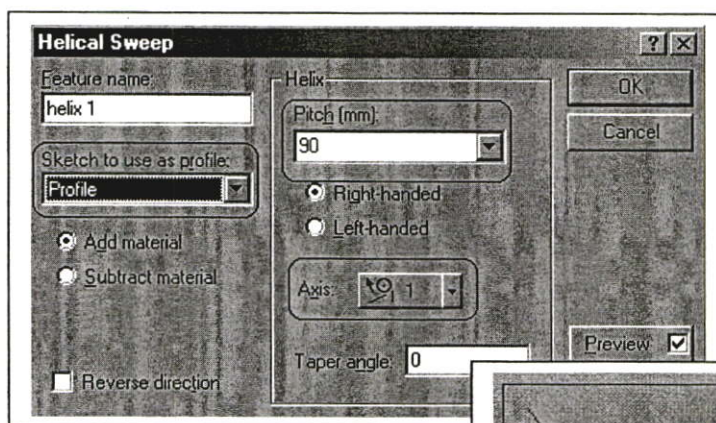 Helical Sweep
Feature name:
helix 1
Sketch to use as profile:
Profile
Add material
Subtract material
Reverse direction
Helix
Pitch (mm):
90
Right-handed
Left-handed
Axis: 1
Taper angle: 0
OK
Cancel
Preview